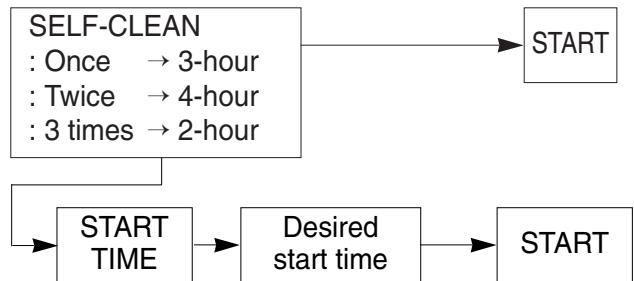 SELF-CLEAN
: Once → 3-hour
: Twice → 4-hour
: 3 times → 2-hour
START
START
TIME
Desired
start time
START